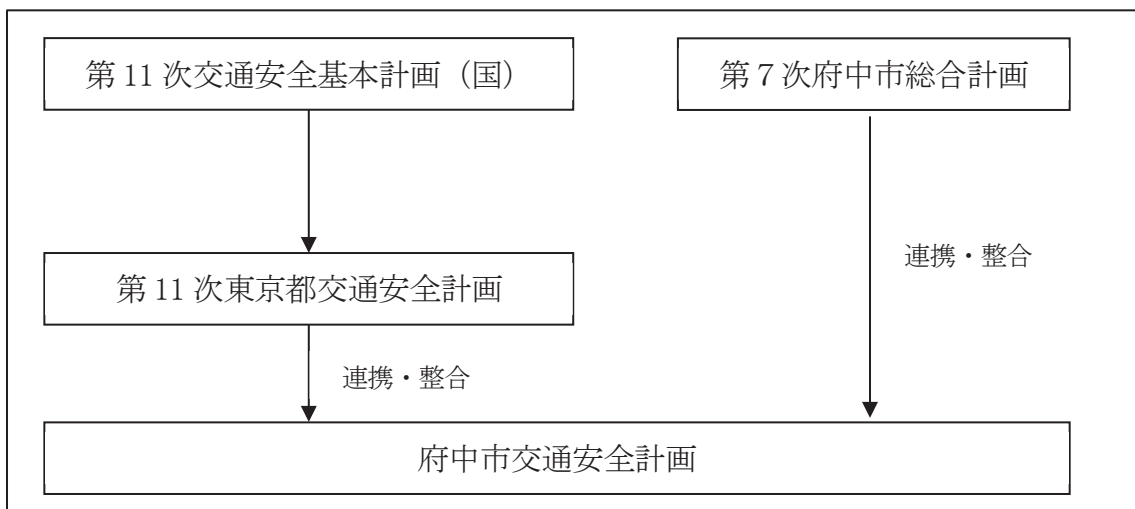 第11次交通安全基本計画（国）
第７次府中市総合計画
第11次東京都交通安全計画
連携・整合
連携・整合
府中市交通安全計画